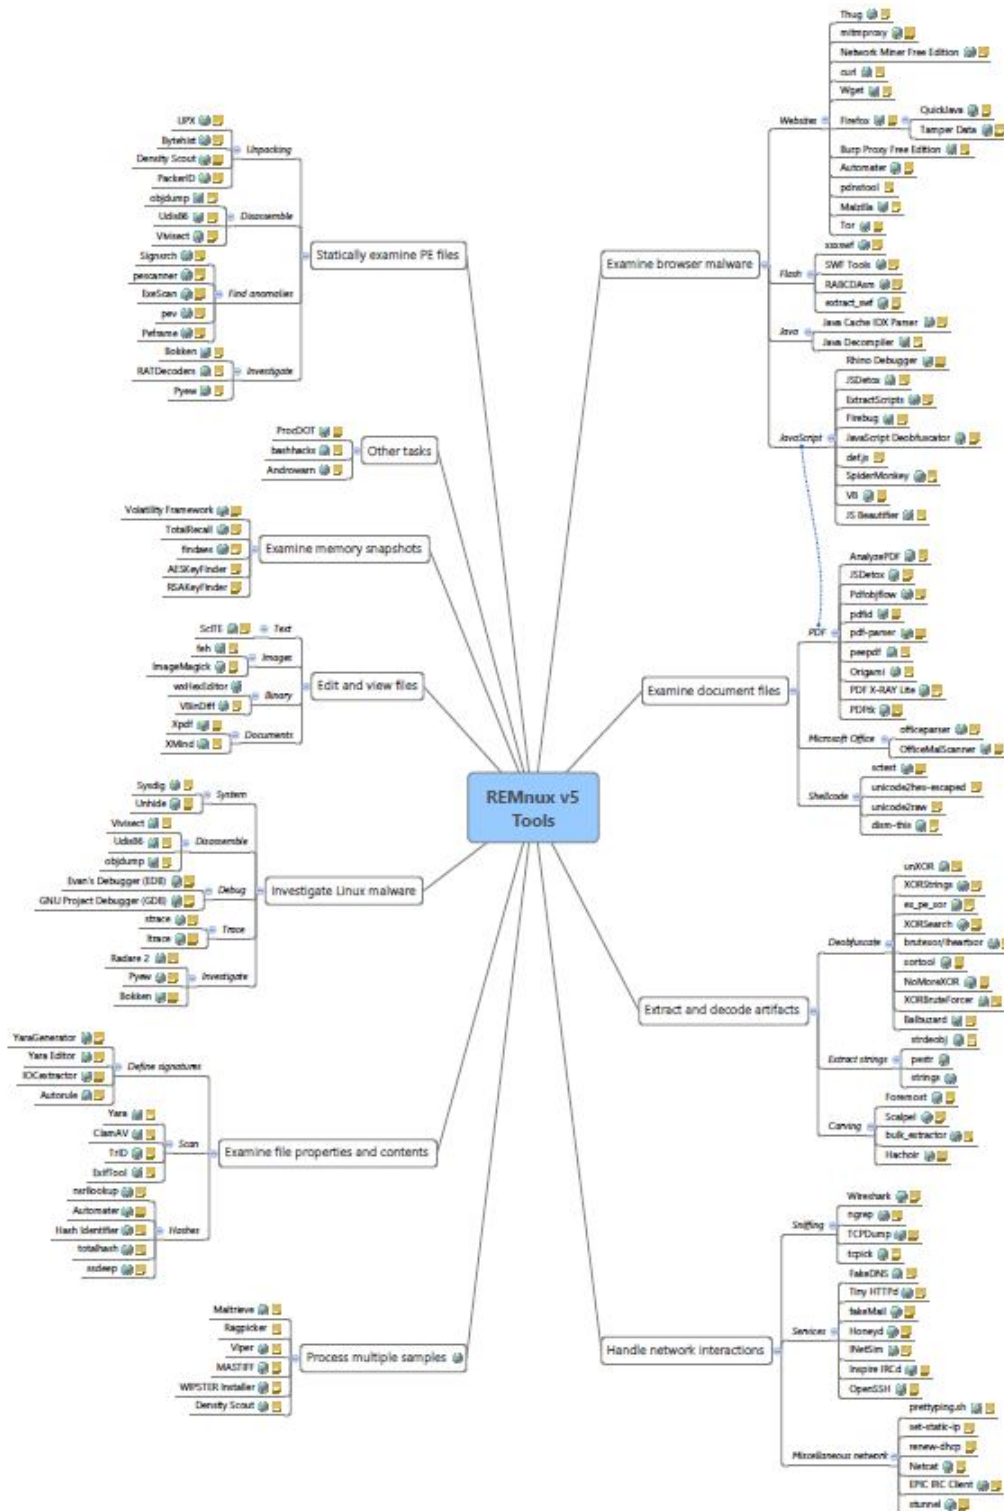 REMnux v5
Tools
Statically examine PE files
Unpacking
UPX
Bytehist
Density Scout
PackerID
Disassemble
objdump
Udis86
Vivisect
Find anomalies
Signsrch
pescanner
ExeScan
pev
Peframe
Investigate
Bokken
RATDecoders
Pyew
Other tasks
ProcDOT
bashhacks
Androwarn
Examine memory snapshots
Volatility Framework
TotalRecall
findaes
AESKeyFinder
RSAKeyFinder
Edit and view files
Text
SciTE
Images
feh
ImageMagick
Binary
wxHexEditor
VBinDiff
Documents
Xpdf
XMind
Investigate Linux malware
System
Sysdig
Unhide
Disassemble
Vivisect
Udis86
objdump
Debug
Evan's Debugger (EDB)
GNU Project Debugger (GDB)
Trace
strace
ltrace
Investigate
Radare 2
Pyew
Bokken
Examine file properties and contents
Define signatures
YaraGenerator
Yara Editor
IOCextractor
Autorule
Scan
Yara
ClamAV
TrID
ExifTool
Hashes
nsrllookup
Automater
Hash Identifier
totalhash
ssdeep
Process multiple samples
Maltrieve
Ragpicker
Viper
MASTIFF
WIPSTER Installer
Density Scout
Examine browser malware
Websites
Thug
mitmproxy
Network Miner Free Edition
curl
Wget
Firefox
QuickJava
Tamper Data
Burp Proxy Free Edition
Automater
pdnstool
Malzilla
Tor
Flash
xxxswf
SWF Tools
RABCDAsm
extract_swf
Java
Java Cache IDX Parser
Java Decompiler
JavaScript
Rhino Debugger
JSDetox
ExtractScripts
Firebug
JavaScript Deobfuscator
def.js
SpiderMonkey
V8
JS Beautifier
Examine document files
PDF
AnalyzePDF
JSDetox
Pdfobjflow
pdfid
pdf-parser
peepdf
Origami
PDF X-RAY Lite
PDFtk
Microsoft Office
officeparser
OfficeMalScanner
Shellcode
sctest
unicode2hex-escaped
unicode2raw
dism-this
Extract and decode artifacts
Deobfuscate
unXOR
XORStrings
ex_pe_xor
XORSearch
brutexor/iheartxor
xortool
NoMoreXOR
XORBruteForcer
Balbuzard
Extract strings
strdeobj
pestr
strings
Carving
Foremost
Scalpel
bulk_extractor
Hachoir
Handle network interactions
Sniffing
Wireshark
ngrep
TCPDump
tcpick
Services
FakeDNS
Tiny HTTPd
fakeMail
Honeyd
INetSim
Inspire IRCd
OpenSSH
Miscellaneous network
prettyping.sh
set-static-ip
renew-dhcp
Netcat
EPIC IRC Client
stunnel